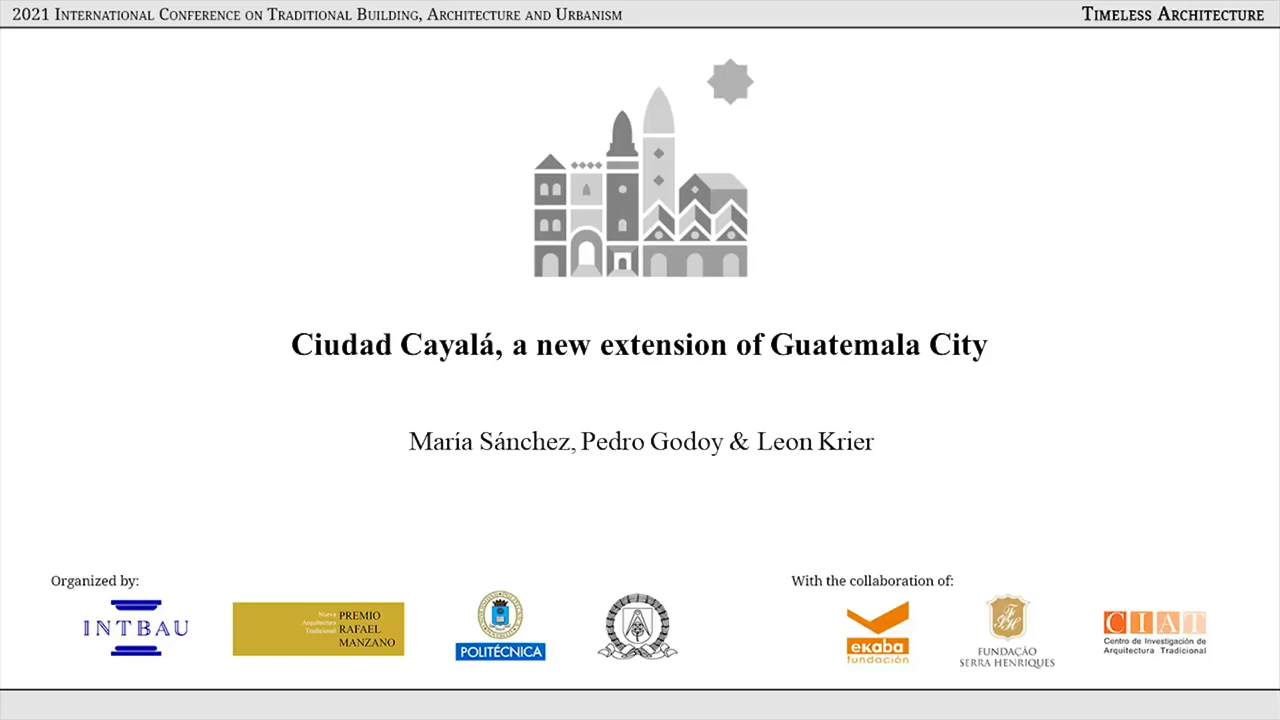 2021 International Conference on Traditional Building, Architecture and Urbanism
Timeless Architecture
Ciudad Cayalá, a new extension of Guatemala City
María Sánchez, Pedro Godoy & Leon Krier
Organized by:
With the collaboration of:
INTBAU
Nueva Arquitectura Tradicional
PREMIO RAFAEL MANZANO
POLITÉCNICA
ekaba
fundación
FUNDAÇÃO
SERRA HENRIQUES
CIAT
Centro de Investigación de
Arquitectura Tradicional